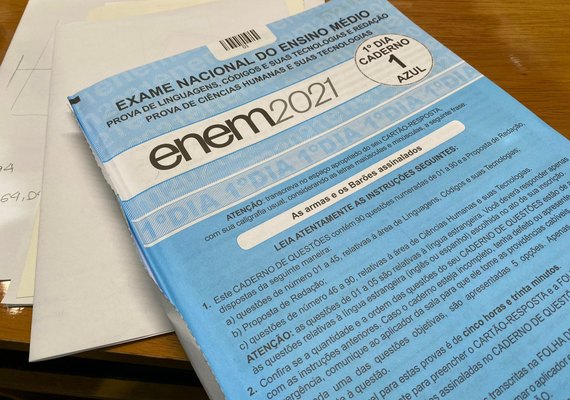 EXAME NACIONAL DO ENSINO MÉDIO
PROVA DE LINGUAGENS, CÓDIGOS E SUAS TECNOLOGIAS E REDAÇÃO
PROVA DE CIÊNCIAS HUMANAS E SUAS TECNOLOGIAS
1º DIA
CADERNO
1
AZUL
enem2021
1º DIA 1º DIA 1º DIA 1º DIA
ATENÇÃO: transcreva no espaço apropriado do seu CARTÃO-RESPOSTA,
com sua caligrafia usual, considerando as letras maiúsculas e minúsculas, a seguinte frase:
As armas e os Barões assinalados
LEIA ATENTAMENTE AS INSTRUÇÕES SEGUINTES:
1. Este CADERNO DE QUESTÕES contém 90 questões numeradas de 01 a 90 e a Proposta de Redação,
dispostas da seguinte maneira:
a) questões de número 01 a 45, relativas à área de Linguagens, Códigos e suas Tecnologias;
b) Proposta de Redação;
c) questões de número 46 a 90, relativas à área de Ciências Humanas e suas Tecnologias.
ATENÇÃO: as questões de 01 a 05 são relativas à língua estrangeira. Você deverá responder apenas
às questões relativas à língua estrangeira (inglês ou espanhol) escolhida no ato de sua inscrição.
2. Confira se a quantidade e a ordem das questões do seu CADERNO DE QUESTÕES estão de
com as instruções anteriores. Caso o caderno esteja incompleto, tenha defeito ou apresente
ergência, comunique ao aplicador da sala para que ele tome as providências cabíveis.
uma das questões objetivas, são apresentadas 5 opções. Apenas
à questão.
para estas provas é de cinco horas e trinta minutos.
para preencher o CARTÃO-RESPOSTA e a
assinaladas no CADERNO DE
transcritas na FOLHA DE